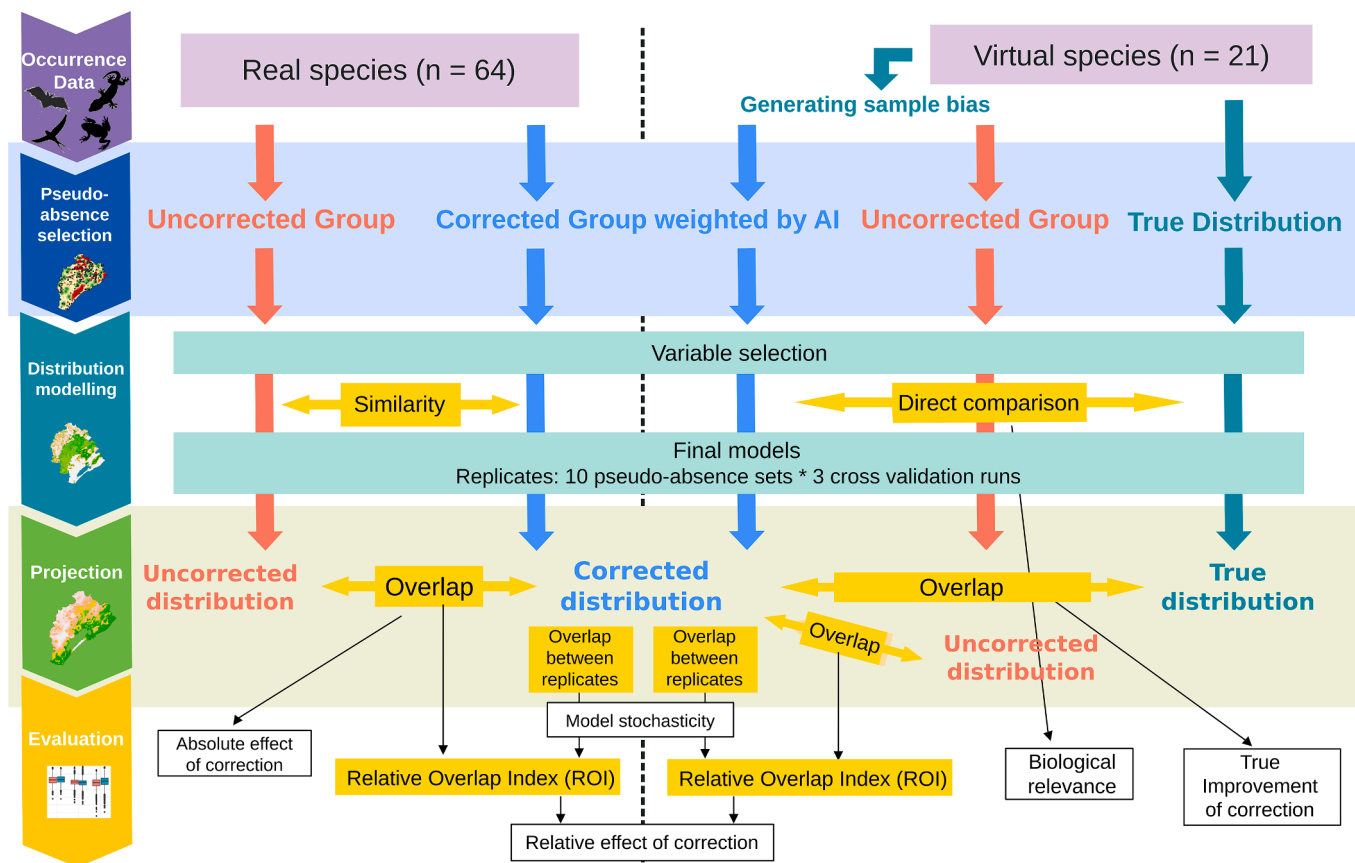 Occurrence
Data
Real species (n = 64)
Virtual species (n = 21)
Generating sample bias
Pseudo-
absence
selection
Uncorrected Group
Corrected Group weighted by AI
Uncorrected Group
True Distribution
Distribution
modelling
Variable selection
Similarity
Direct comparison
Final models
Replicates: 10 pseudo-absence sets * 3 cross validation runs
Projection
Uncorrected
distribution
Overlap
Corrected
distribution
Overlap
True
distribution
Overlap
between
replicates
Overlap
between
replicates
Overlap
Uncorrected
distribution
Evaluation
Absolute effect
of correction
Model stochasticity
Relative Overlap Index (ROI)
Relative Overlap Index (ROI)
Biological
relevance
True
Improvement
of correction
Relative effect of correction